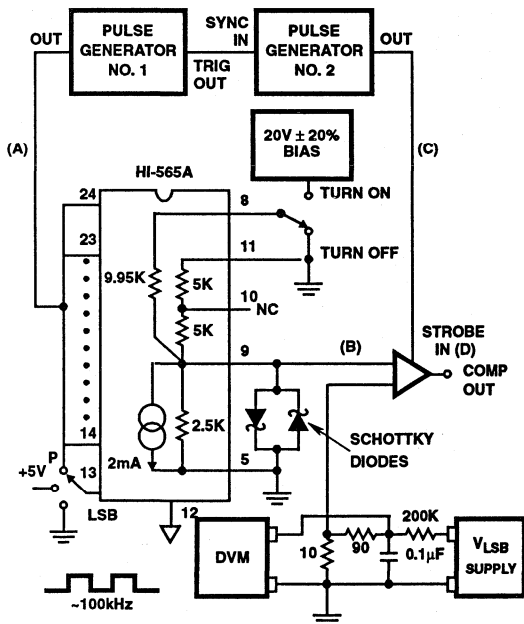 OUT
PULSE
GENERATOR
NO. 1
SYNC
IN
TRIG
OUT
PULSE
GENERATOR
NO. 2
OUT
(A)
(C)
20V ± 20%
BIAS
HI-565A
24
8
TURN ON
23
11
TURN OFF
9.95K
5K
10
NC
5K
9
(B)
STROBE
IN (D)
COMP
OUT
2.5K
SCHOTTKY
DIODES
14
2mA
5
P
+5V
13
LSB
12
DVM
10
90
200K
0.1µF
VLSB
SUPPLY
~100kHz